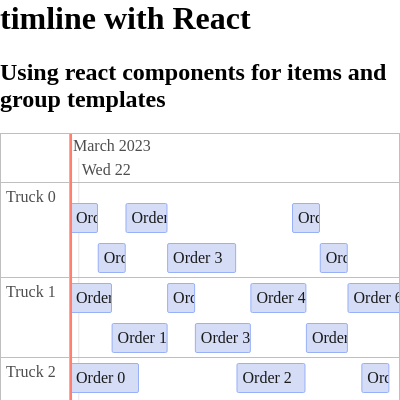 timline with React
Using react components for items and
group templates
March 2023
Wed 22
Truck 0
Ord Order Ord
Ord Order 3 Ord
Truck 1
Order Ord Order 4 Order 6
Order 1 Order 3 Order
Truck 2
Order 0 Order 2 Ord